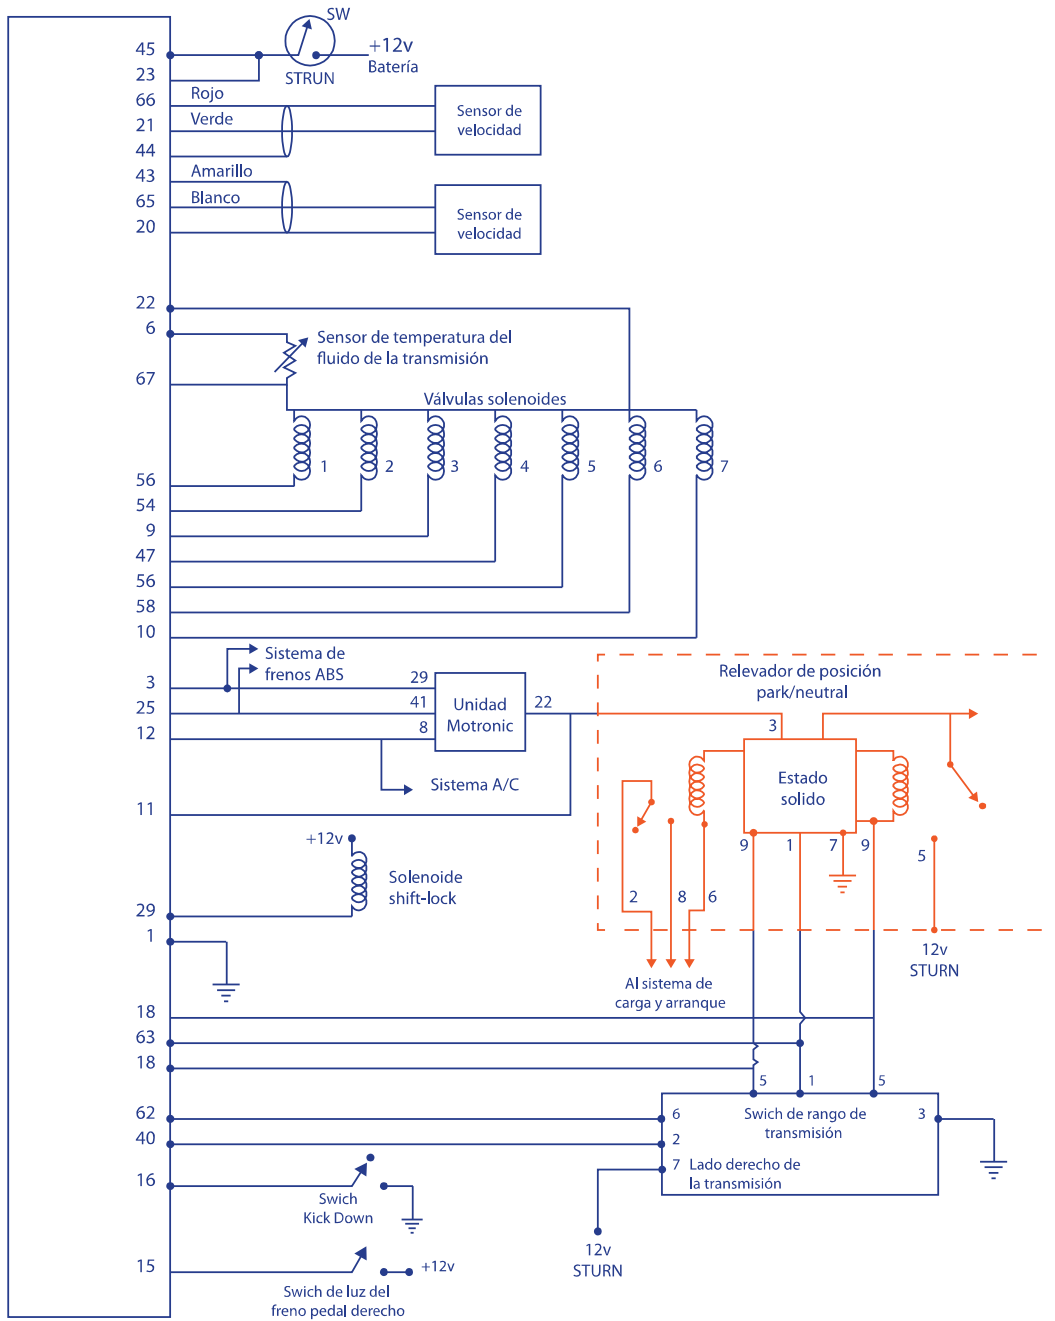 SW
45
+12v
Batería
23
STRUN
66
Rojo
Sensor de
velocidad
21
Verde
44
43
Amarillo
65
Blanco
Sensor de
velocidad
20
22
6
Sensor de temperatura del
fluido de la transmisión
67
Válvulas solenoides
1
2
3
4
5
6
7
56
54
9
47
56
58
10
Sistema de
frenos ABS
3
29
25
41
12
8
Unidad
Motronic
22
Sistema A/C
11
Relevador de posición
park/neutral
3
Estado
solido
9
1
7
9
5
2
8
6
12v
STURN
Al sistema de
carga y arranque
+12v
Solenoide
shift-lock
29
1
18
63
18
5
1
5
62
6
Swich de rango de
transmisión
3
40
2
7
Lado derecho de
la transmisión
16
Swich
Kick Down
12v
STURN
15
+12v
Swich de luz del
freno pedal derecho